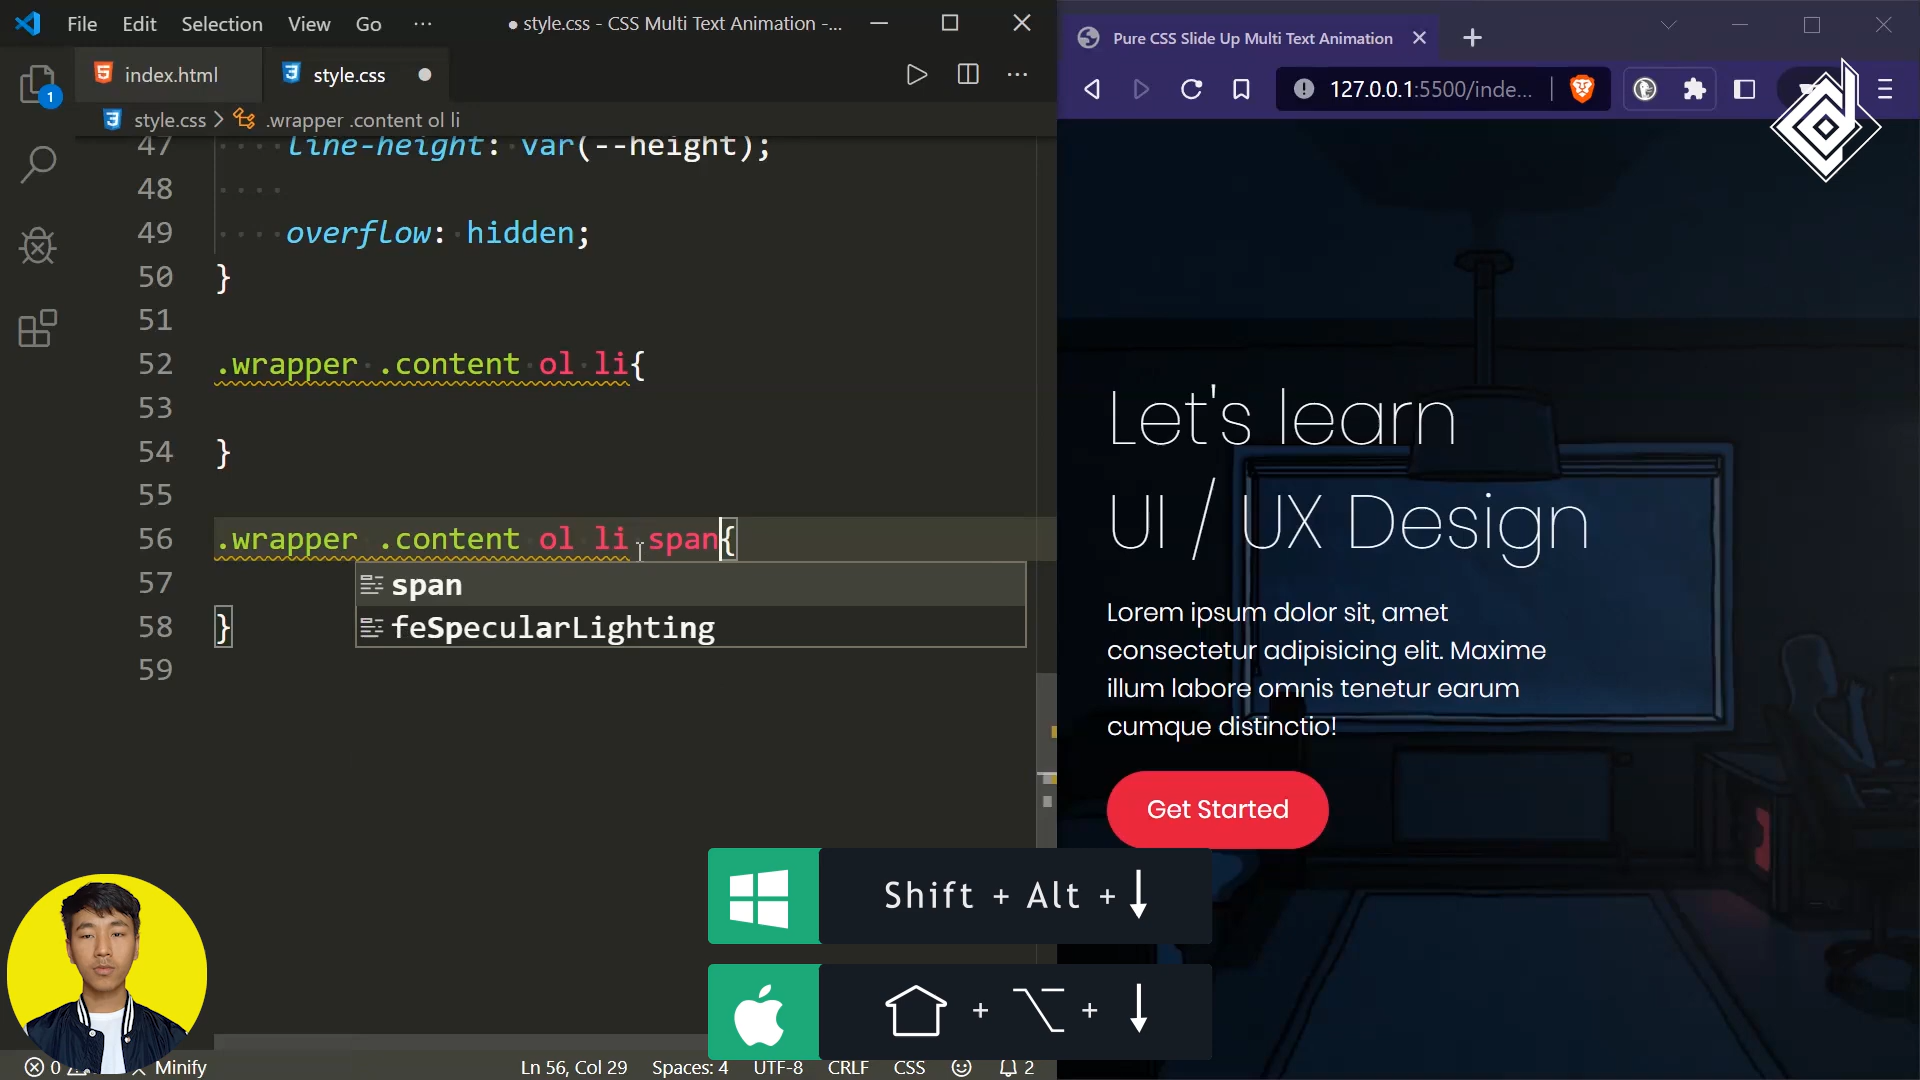 File Edit Selection View Go ···
● style.css - CSS Multi Text Animation -...
index.html
style.css ●
style.css > .wrapper .content ol li
1
47 line-height: var(--height);
48
49 overflow: hidden;
50 }
51
52 .wrapper .content ol li{
53
54 }
55
56 .wrapper .content ol li span{
57
58 }
59
span
feSpecularLighting
0
Minify
Ln 56, Col 29
Spaces: 4
UTF-8
CRLF
CSS
2
Pure CSS Slide Up Multi Text Animation
127.0.0.1:5500/inde...
Let's learn
UI / UX Design
Lorem ipsum dolor sit, amet
consectetur adipisicing elit. Maxime
illum labore omnis tenetur earum
cumque distinctio!
Get Started
Shift + Alt + ↓
+ ⌥ + ↓